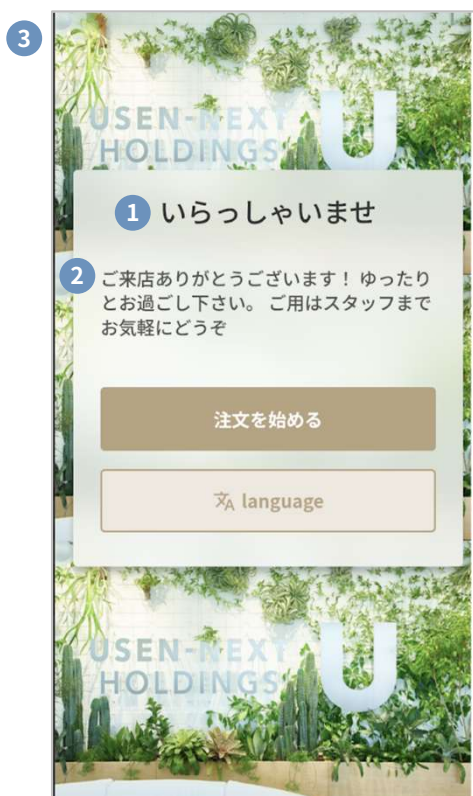 3
USEN-NEXT
HOLDINGS
U
1 いらっしゃいませ
2 ご来店ありがとうございます！ ゆったり
とお過ごし下さい。 ご用はスタッフまで
お気軽にどうぞ
注文を始める
文A language
USEN-NEXT
HOLDINGS
U